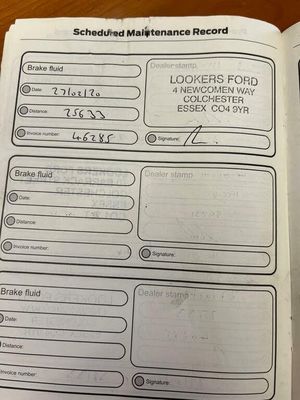 Scheduled Maintenance Record
Brake fluid
Date: 27/02/20
Distance: 25633
Invoice number: 46285
Dealer stamp
LOOKERS FORD
4 NEWCOMEN WAY
COLCHESTER
ESSEX CO4 9YR
Signature:
Brake fluid
Date:
Distance:
Invoice number:
Dealer stamp
Signature:
Brake fluid
Date:
Distance:
Invoice number:
Dealer stamp
Signature: